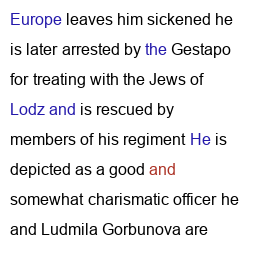 Europe leaves him sickened he
is later arrested by the Gestapo
for treating with the Jews of
Lodz and is rescued by
members of his regiment He is
depicted as a good and
somewhat charismatic officer he
and Ludmila Gorbunova are